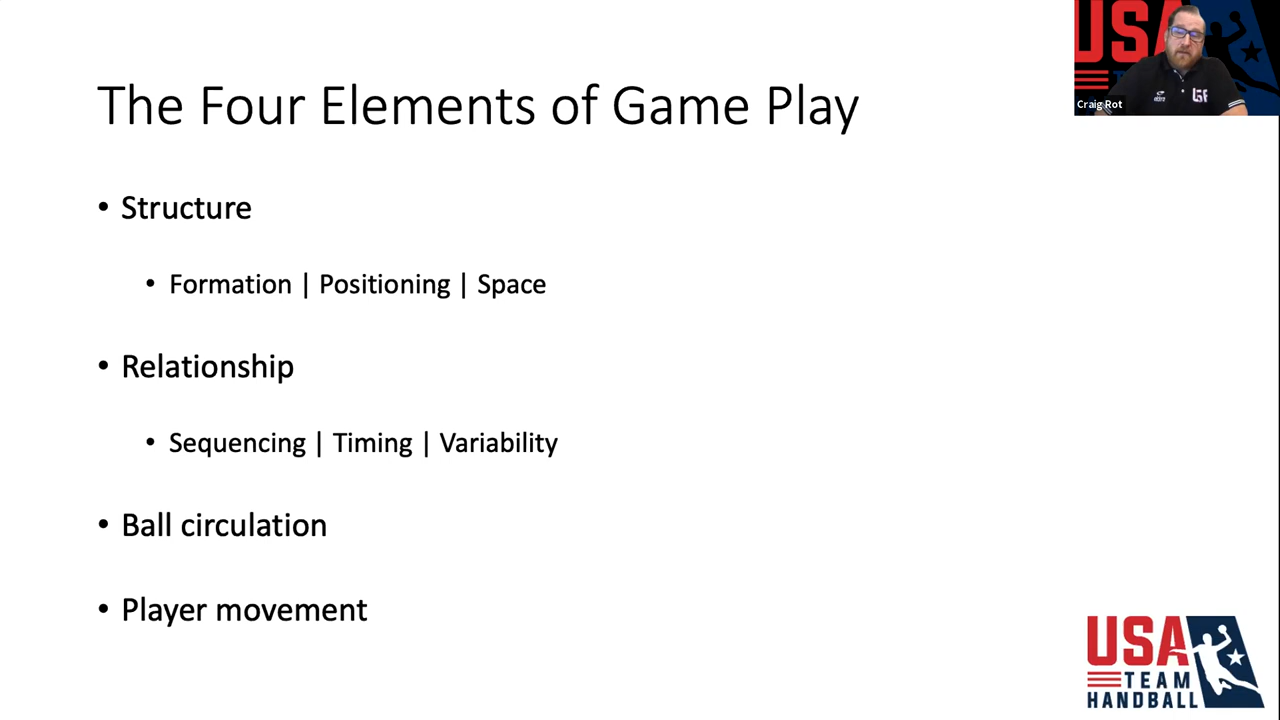 The Four Elements of Game Play
• Structure
• Formation | Positioning | Space
• Relationship
• Sequencing | Timing | Variability
• Ball circulation
• Player movement
USA
Craig Rot
USA
TEAM
HANDBALL